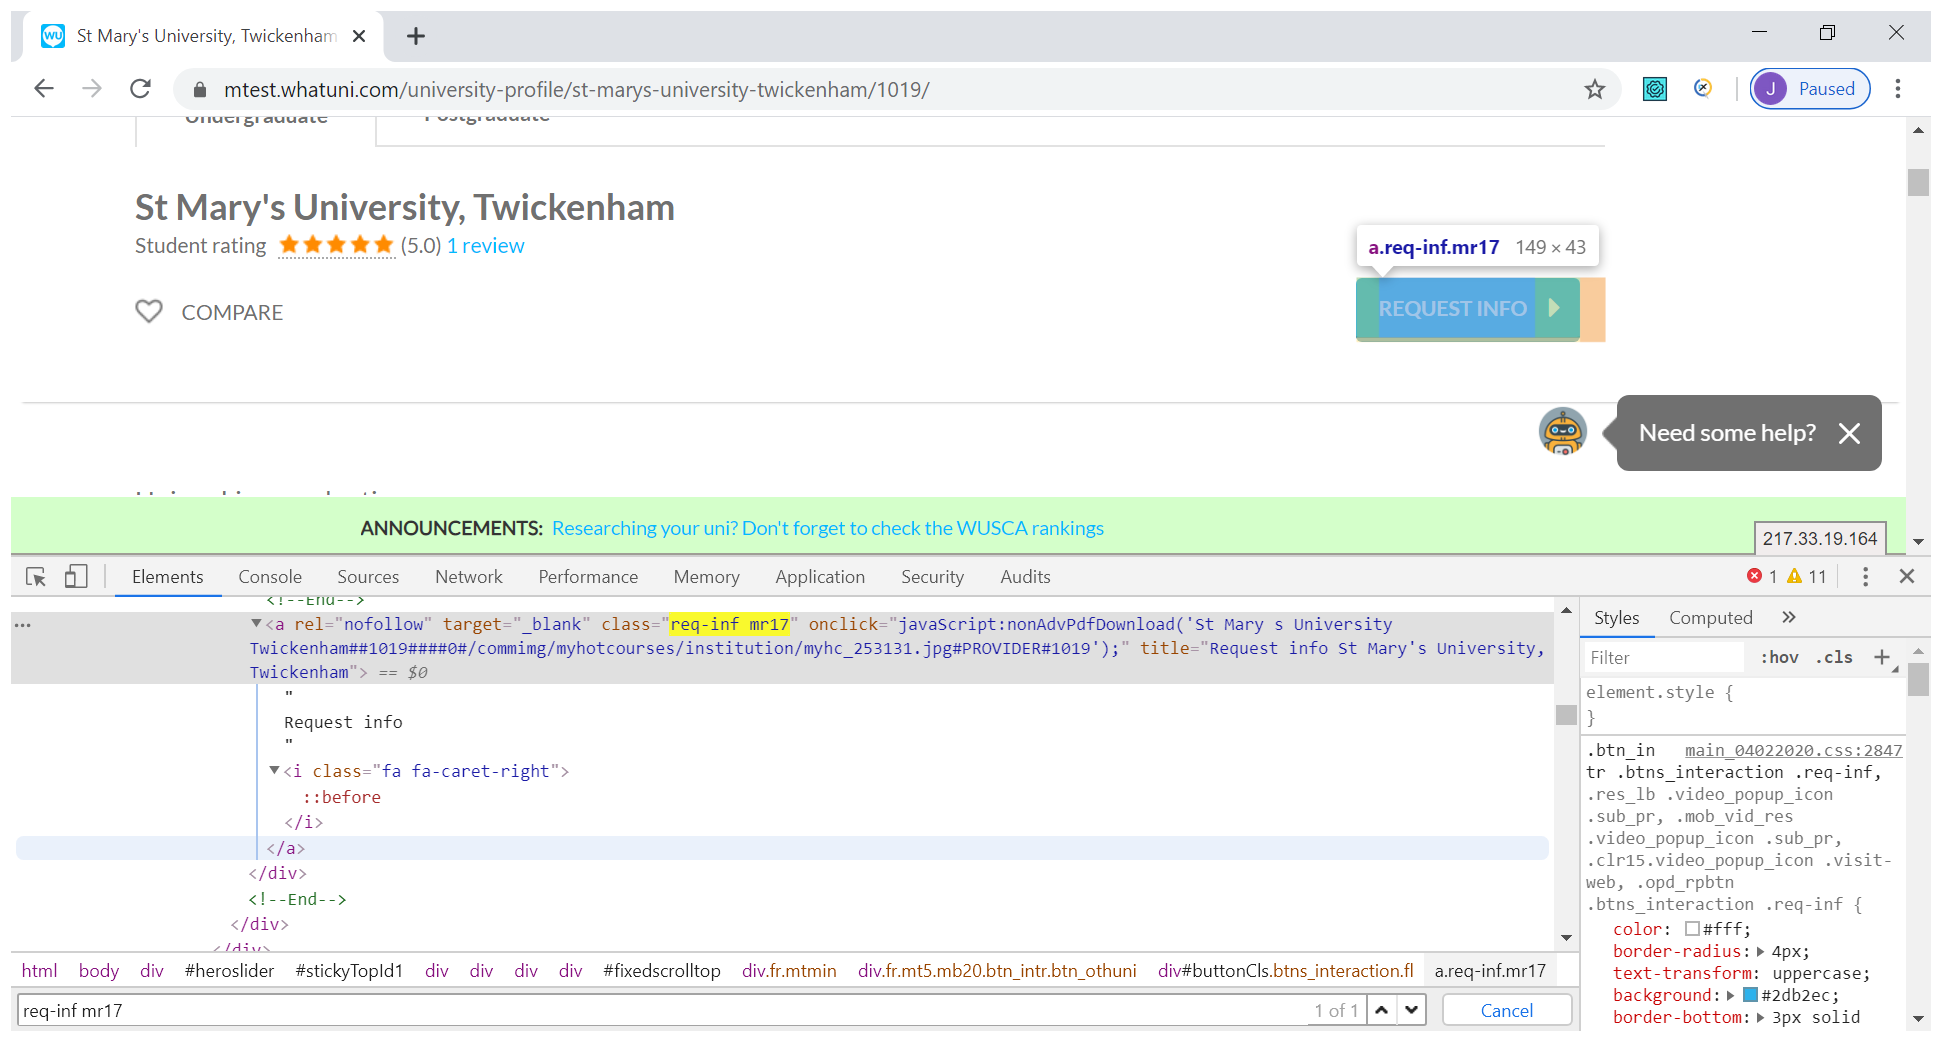 St Mary's University, Twickenham
mtest.whatuni.com/university-profile/st-marys-university-twickenham/1019/
J Paused
Undergraduate Postgraduate
St Mary's University, Twickenham
Student rating (5.0) 1 review
a.req-inf.mr17 149 × 43
COMPARE
REQUEST INFO
Need some help?
ANNOUNCEMENTS: Researching your uni? Don't forget to check the WUSCA rankings
217.33.19.164
Elements Console Sources Network Performance Memory Application Security Audits 1 11
<!--End-->
<a rel="nofollow" target="_blank" class="req-inf mr17" onclick="javaScript:nonAdvPdfDownload('St Mary s University
Twickenham##1019####0#/commimg/myhotcourses/institution/myhc_253131.jpg#PROVIDER#1019');" title="Request info St Mary's University,
Twickenham"> == $0
"
Request info
"
<i class="fa fa-caret-right">
::before
</i>
</a>
</div>
<!--End-->
</div>
</div>
html body div #heroslider #stickyTopId1 div div div div #fixedscrolltop div.fr.mtmin div.fr.mt5.mb20.btn_intr.btn_othuni div#buttonCls.btns_interaction.fl a.req-inf.mr17
req-inf mr17 1 of 1 Cancel
Styles Computed »
Filter :hov .cls +
element.style {
}
.btn_in main_04022020.css:2847
tr .btns_interaction .req-inf,
.res_lb .video_popup_icon
.sub_pr, .mob_vid_res
.video_popup_icon .sub_pr,
.clr15.video_popup_icon .visit-
web, .opd_rpbtn
.btns_interaction .req-inf {
color: #fff;
border-radius: 4px;
text-transform: uppercase;
background: #2db2ec;
border-bottom: 3px solid